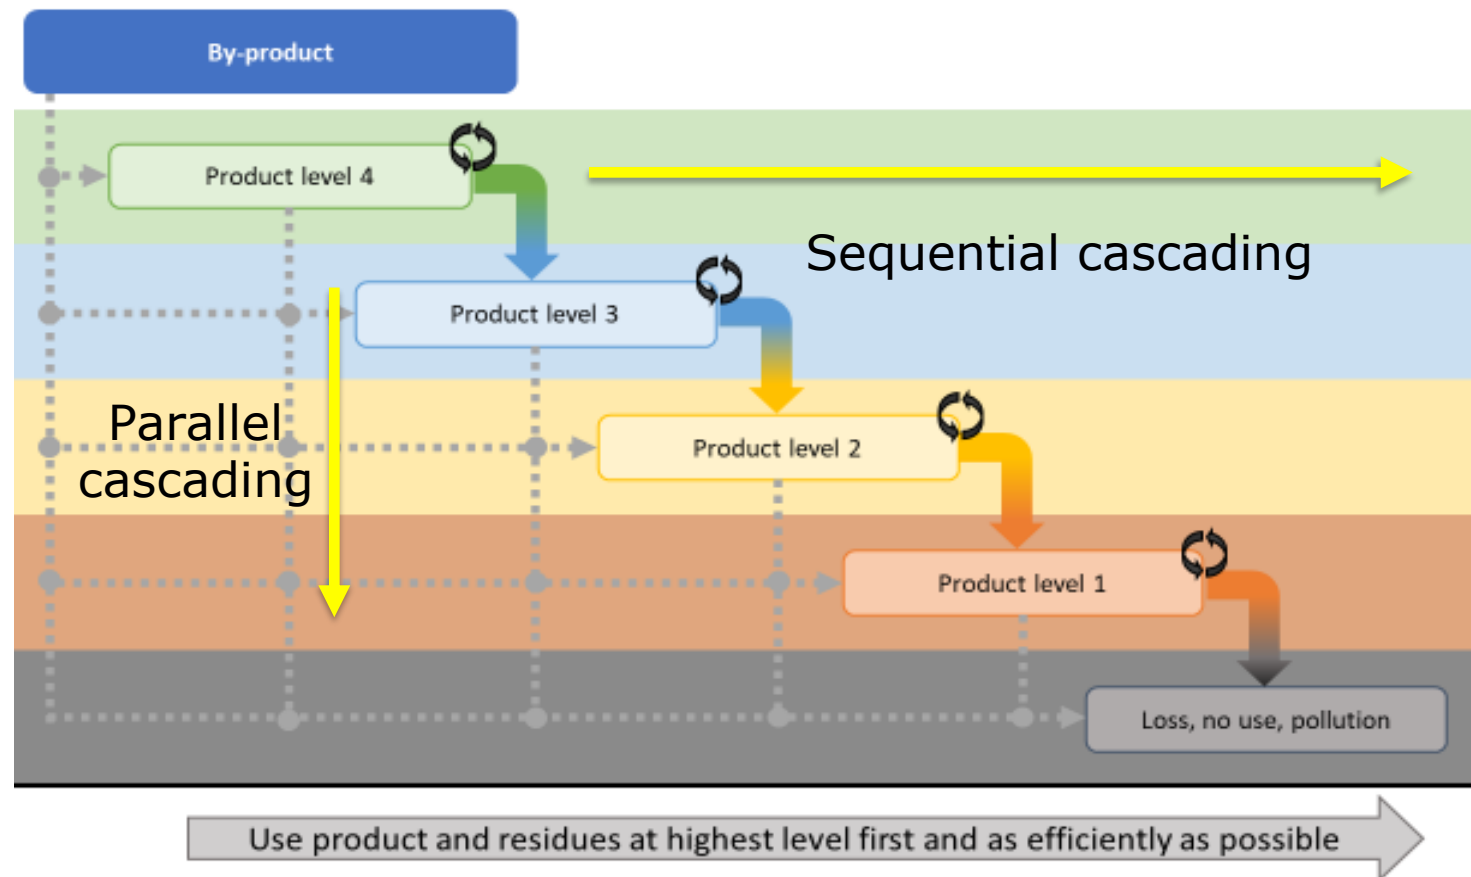 By-product
Product level 4
Sequential cascading
Product level 3
Parallel
cascading
Product level 2
Product level 1
Loss, no use, pollution
Use product and residues at highest level first and as efficiently as possible